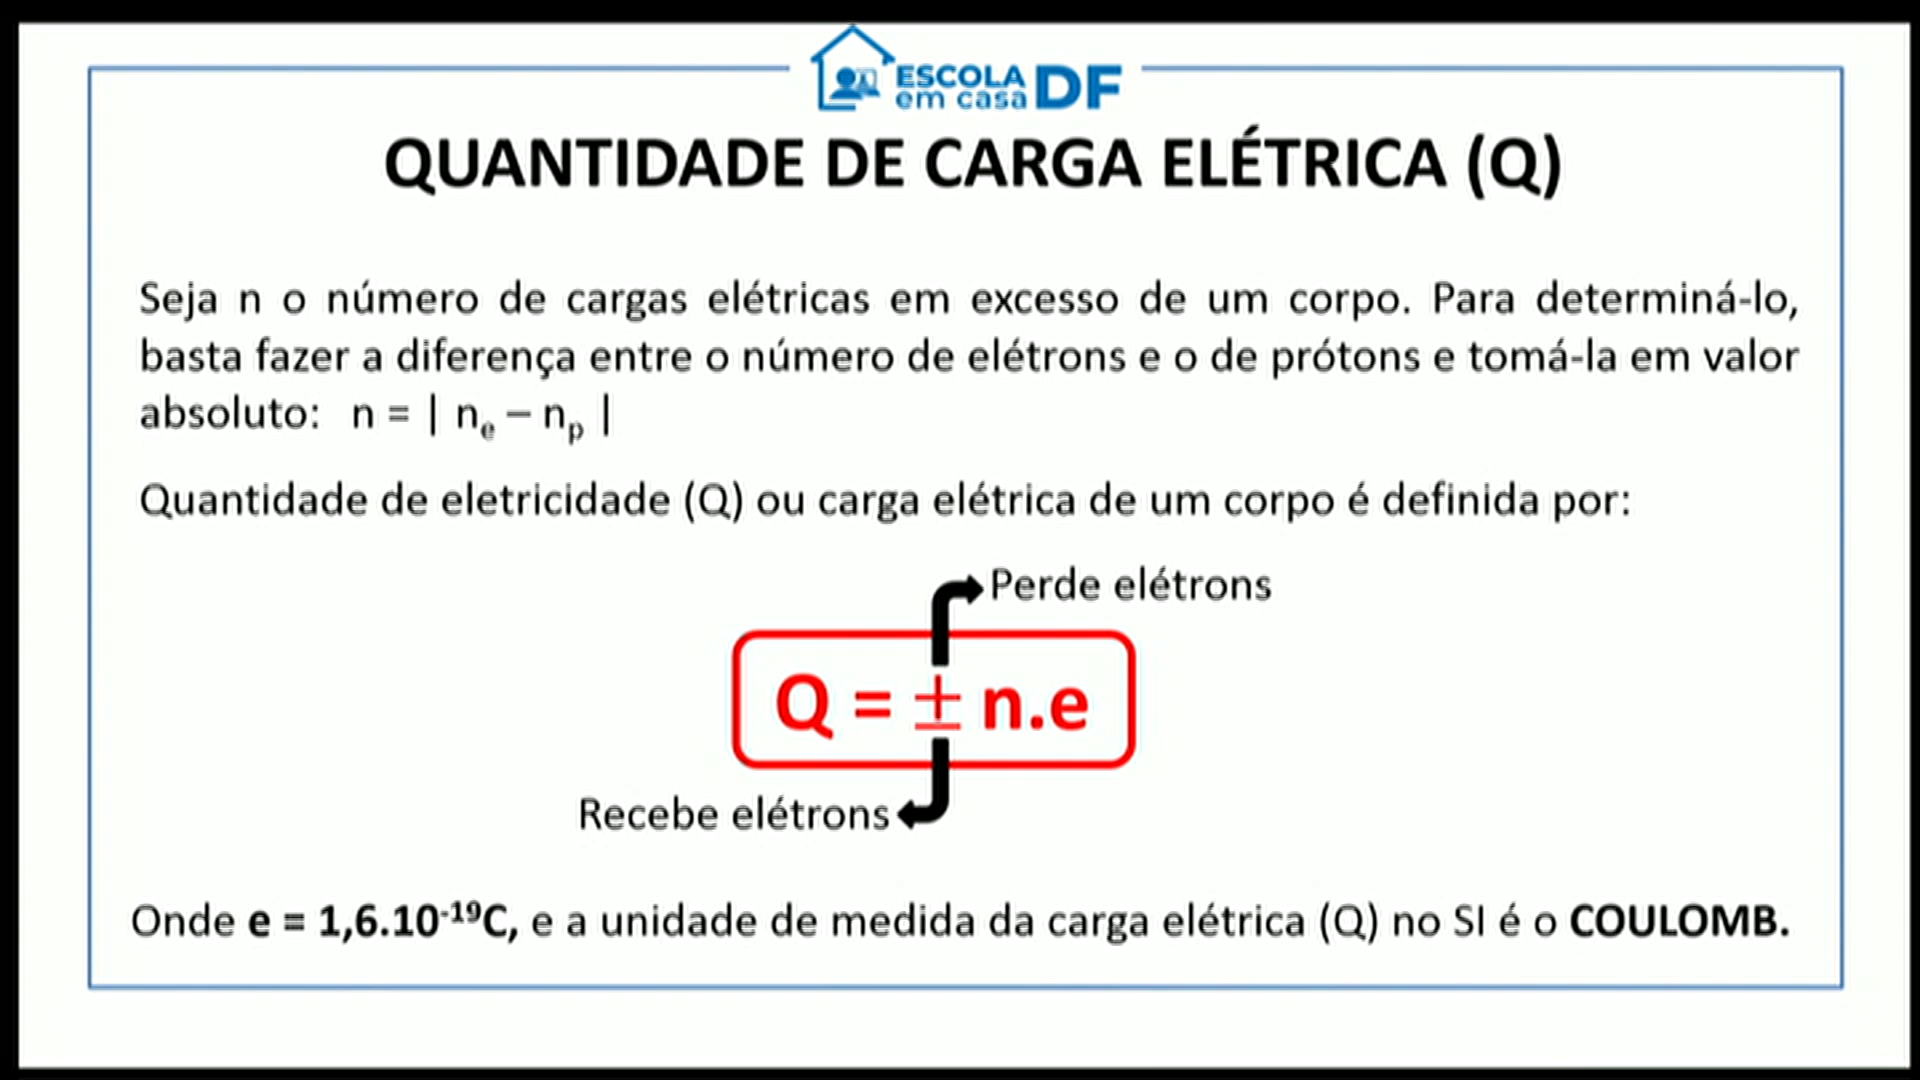 ESCOLA
em casa DF
QUANTIDADE DE CARGA ELÉTRICA (Q)
Seja n o número de cargas elétricas em excesso de um corpo. Para determiná-lo,
basta fazer a diferença entre o número de elétrons e o de prótons e tomá-la em valor
absoluto: n = | nₑ – nₚ |
Quantidade de eletricidade (Q) ou carga elétrica de um corpo é definida por:
Perde elétrons
Q = ± n.e
Recebe elétrons
Onde e = 1,6.10⁻¹⁹C, e a unidade de medida da carga elétrica (Q) no SI é o COULOMB.